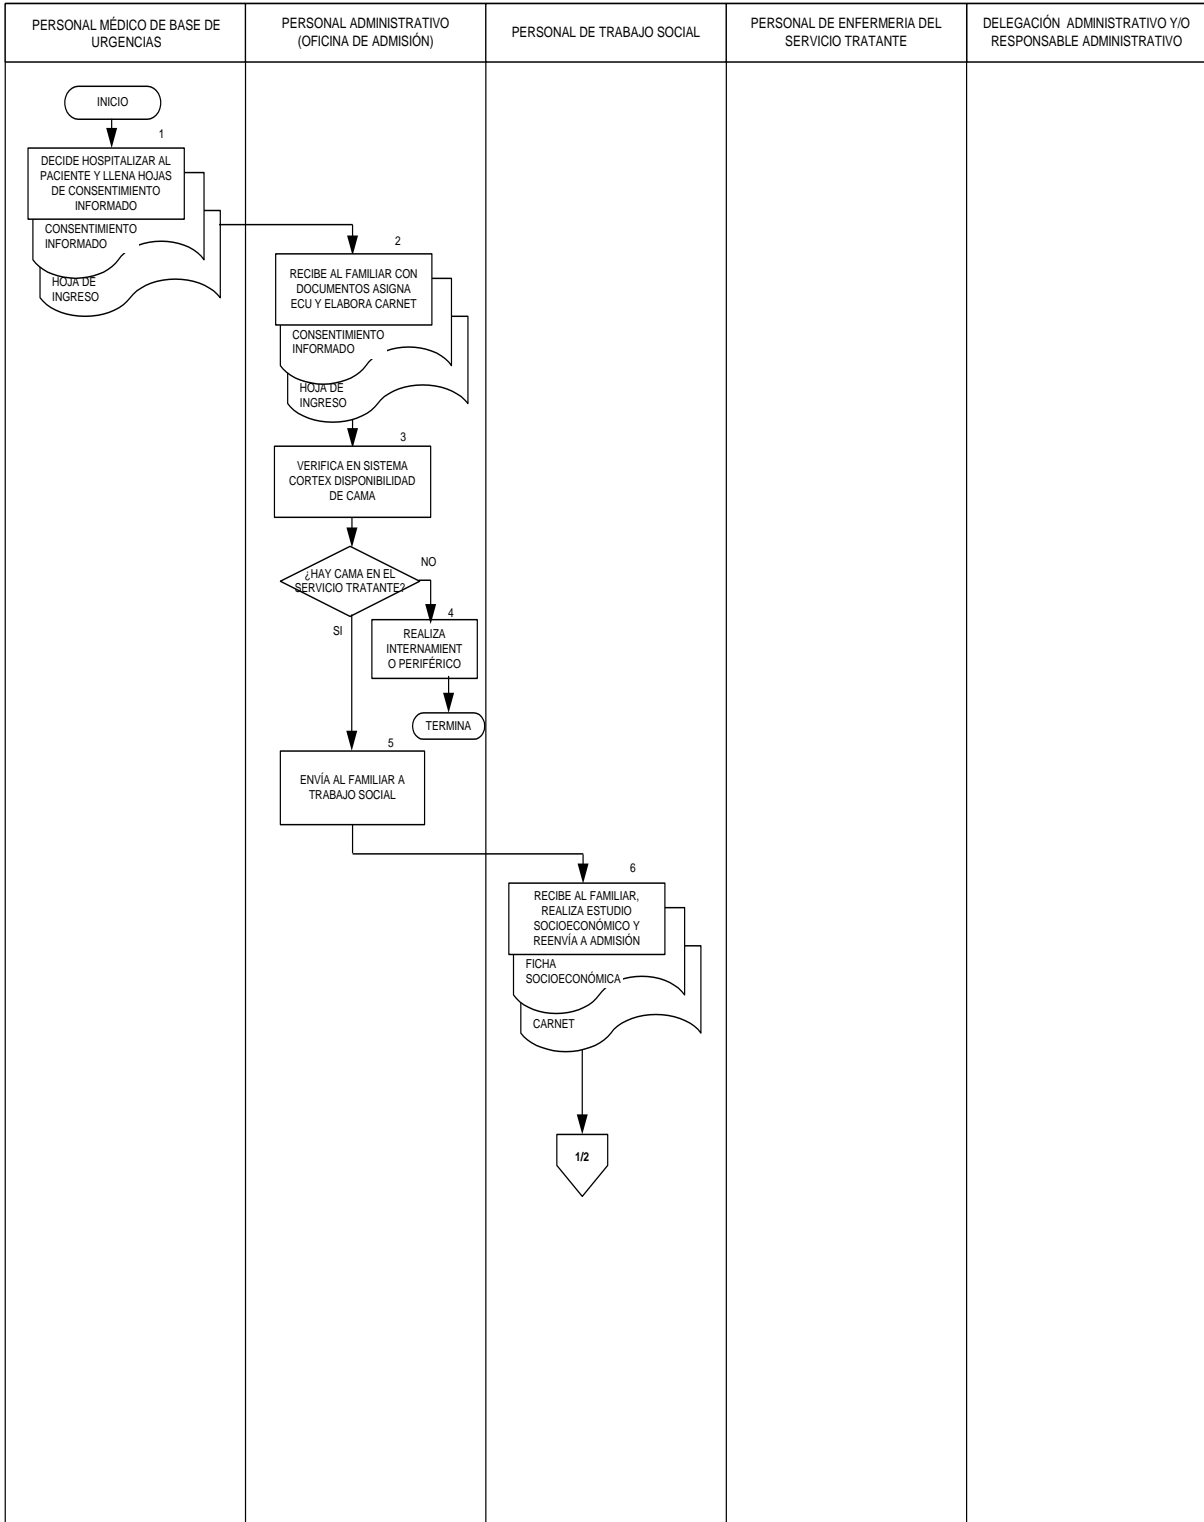 PERSONAL MÉDICO DE BASE DE
URGENCIAS
PERSONAL ADMINISTRATIVO
(OFICINA DE ADMISIÓN)
PERSONAL DE TRABAJO SOCIAL
PERSONAL DE ENFERMERIA DEL
SERVICIO TRATANTE
DELEGACIÓN ADMINISTRATIVO Y/O
RESPONSABLE ADMINISTRATIVO
INICIO
1
DECIDE HOSPITALIZAR AL
PACIENTE Y LLENA HOJAS
DE CONSENTIMIENTO
INFORMADO
CONSENTIMIENTO
INFORMADO
HOJA DE
INGRESO
2
RECIBE AL FAMILIAR CON
DOCUMENTOS ASIGNA
ECU Y ELABORA CARNET
CONSENTIMIENTO
INFORMADO
HOJA DE
INGRESO
3
VERIFICA EN SISTEMA
CORTEX DISPONIBILIDAD
DE CAMA
¿HAY CAMA EN EL
SERVICIO TRATANTE?
NO
SI
4
REALIZA
INTERNAMIENT
O PERIFÉRICO
TERMINA
5
ENVÍA AL FAMILIAR A
TRABAJO SOCIAL
6
RECIBE AL FAMILIAR,
REALIZA ESTUDIO
SOCIOECONÓMICO Y
REENVÍA A ADMISIÓN
FICHA
SOCIOECONÓMICA
CARNET
1/2